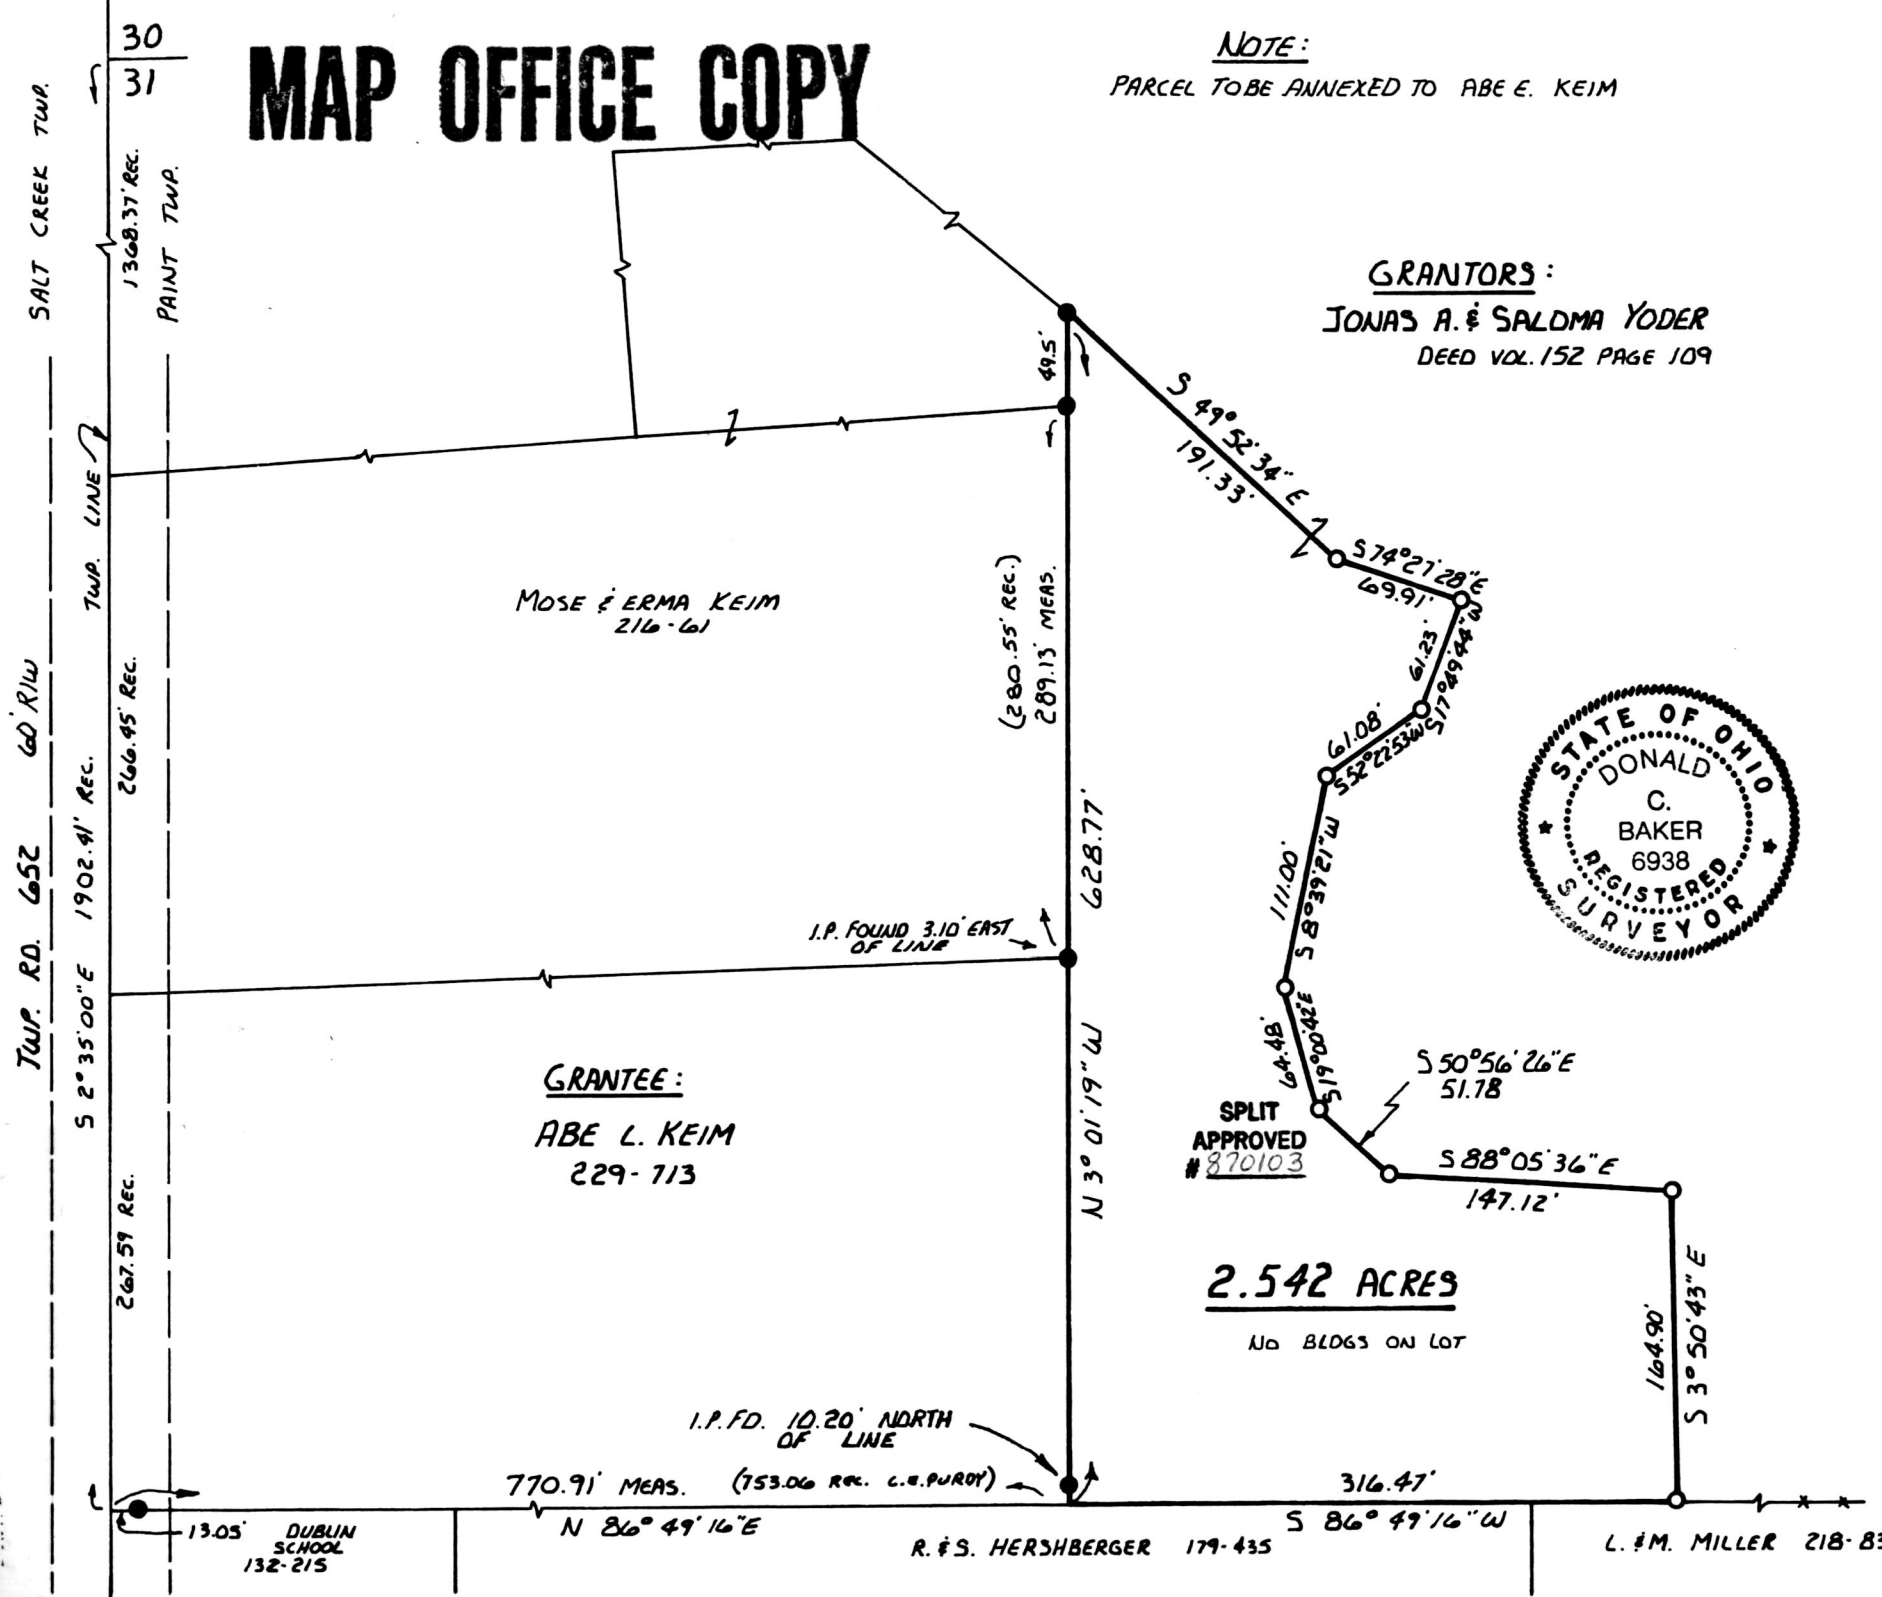 30
31
MAP OFFICE COPY
NOTE:
PARCEL TO BE ANNEXED TO ABE E. KEIM
SALT CREEK TWP.
1368.37' REC.
PAINT TWP.
GRANTORS:
JONAS A. & SALOMA YODER
DEED VOL. 152 PAGE 109
49.5'
S 49° 52' 34" E
191.33'
TWP. LINE
S 74° 27' 28" E
69.91'
MOSE & ERMA KEIM
216-61
(280.55' REC.)
289.13' MEAS.
61.23'
S 17° 49' 44" W
61.08'
S 52° 22' 53" W
TWP. RD. 652 60' R/W
S 2° 35' 00" E 1902.41' REC.
266.45' REC.
STATE OF OHIO
DONALD
C.
BAKER
6938
REGISTERED
SURVEYOR
628.77'
111.00'
S 8° 39' 21" W
I.P. FOUND 3.10' EAST
OF LINE
N 3° 01' 19" W
64.48'
S 19° 00' 42" E
GRANTEE:
ABE L. KEIM
229-713
S 50° 56' 26" E
51.78
SPLIT
APPROVED
# 870103
S 88° 05' 36" E
147.12'
267.59 REC.
2.542 ACRES
NO BLDGS ON LOT
164.90'
S 3° 50' 43" E
I.P. FD. 10.20' NORTH
OF LINE
770.91' MEAS. (753.06 REC. C.E. PURDY)
316.47'
13.05'
DUBLIN
SCHOOL
132-215
N 86° 49' 16" E
S 86° 49' 16" W
R. & S. HERSHBERGER 179-435
L. & M. MILLER 218-83